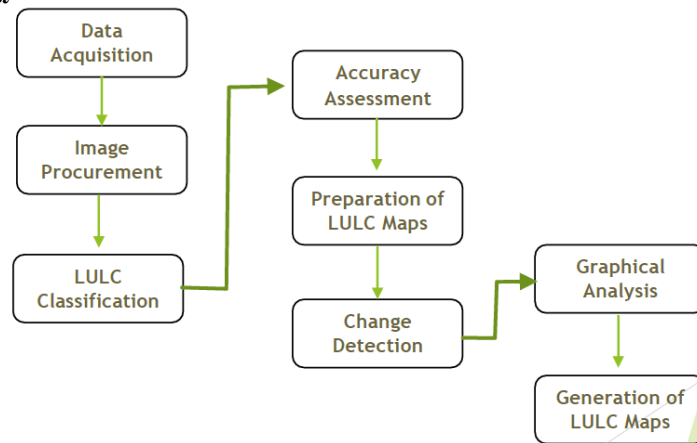 Data
Acquisition
Image
Procurement
LULC
Classification
Accuracy
Assessment
Preparation of
LULC Maps
Change
Detection
Graphical
Analysis
Generation of
LULC Maps